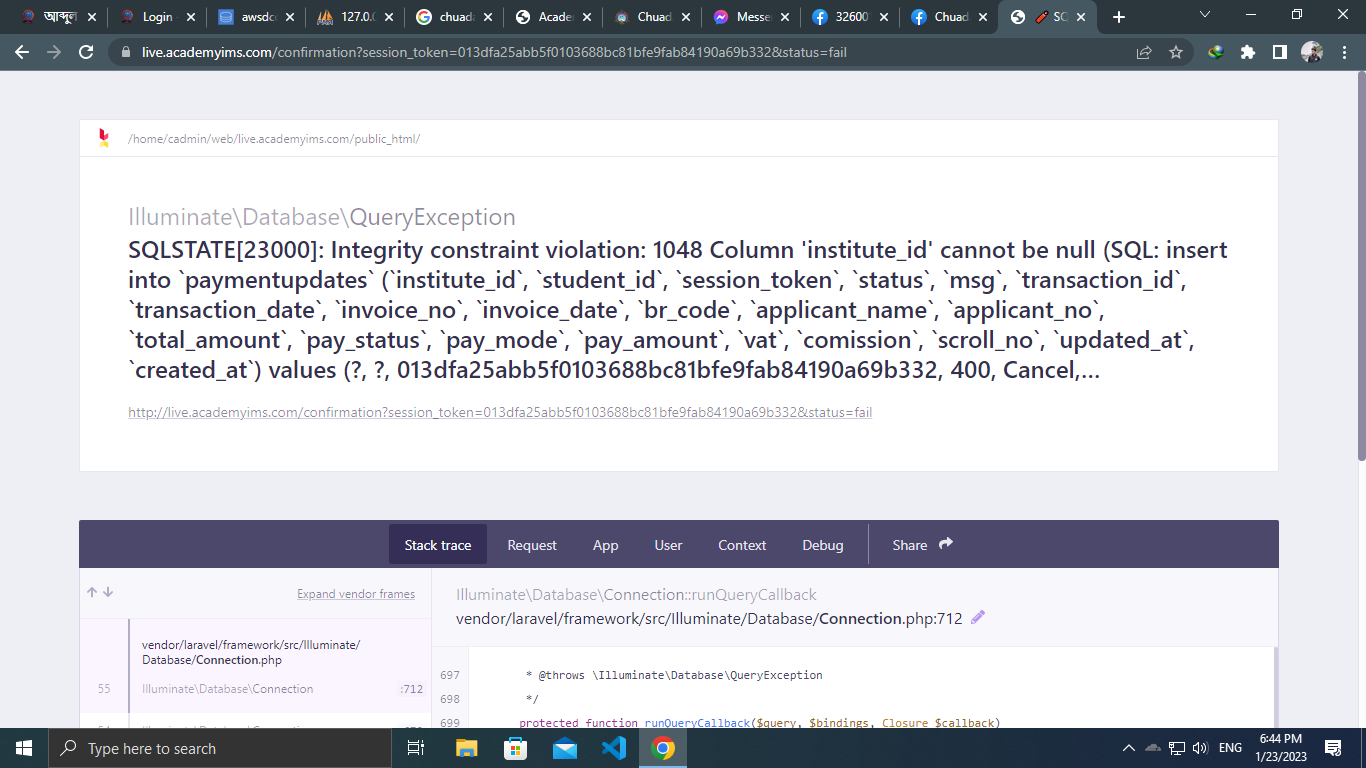 আব্দুল
Login
awsdc
127.0.0
chuada
Acade
Chuad
Messe
32600
Chuad
SC
live.academyims.com/confirmation?session_token=013dfa25abb5f0103688bc81bfe9fab84190a69b332&status=fail
/home/cadmin/web/live.academyims.com/public_html/
Illuminate\Database\QueryException
SQLSTATE[23000]: Integrity constraint violation: 1048 Column 'institute_id' cannot be null (SQL: insert
into `paymentupdates` (`institute_id`, `student_id`, `session_token`, `status`, `msg`, `transaction_id`,
`transaction_date`, `invoice_no`, `invoice_date`, `br_code`, `applicant_name`, `applicant_no`,
`total_amount`, `pay_status`, `pay_mode`, `pay_amount`, `vat`, `comission`, `scroll_no`, `updated_at`,
`created_at`) values (?, ?, 013dfa25abb5f0103688bc81bfe9fab84190a69b332, 400, Cancel,...
http://live.academyims.com/confirmation?session_token=013dfa25abb5f0103688bc81bfe9fab84190a69b332&status=fail
Stack trace
Request
App
User
Context
Debug
Share
Expand vendor frames
vendor/laravel/framework/src/Illuminate/
Database/Connection.php
55
Illuminate\Database\Connection
:712
Illuminate\Database\Connection::runQueryCallback
vendor/laravel/framework/src/Illuminate/Database/Connection.php:712
697 * @throws \Illuminate\Database\QueryException
698 */
699 protected function runQueryCallback($query, $bindings, Closure $callback)
Type here to search
ENG
6:44 PM
1/23/2023